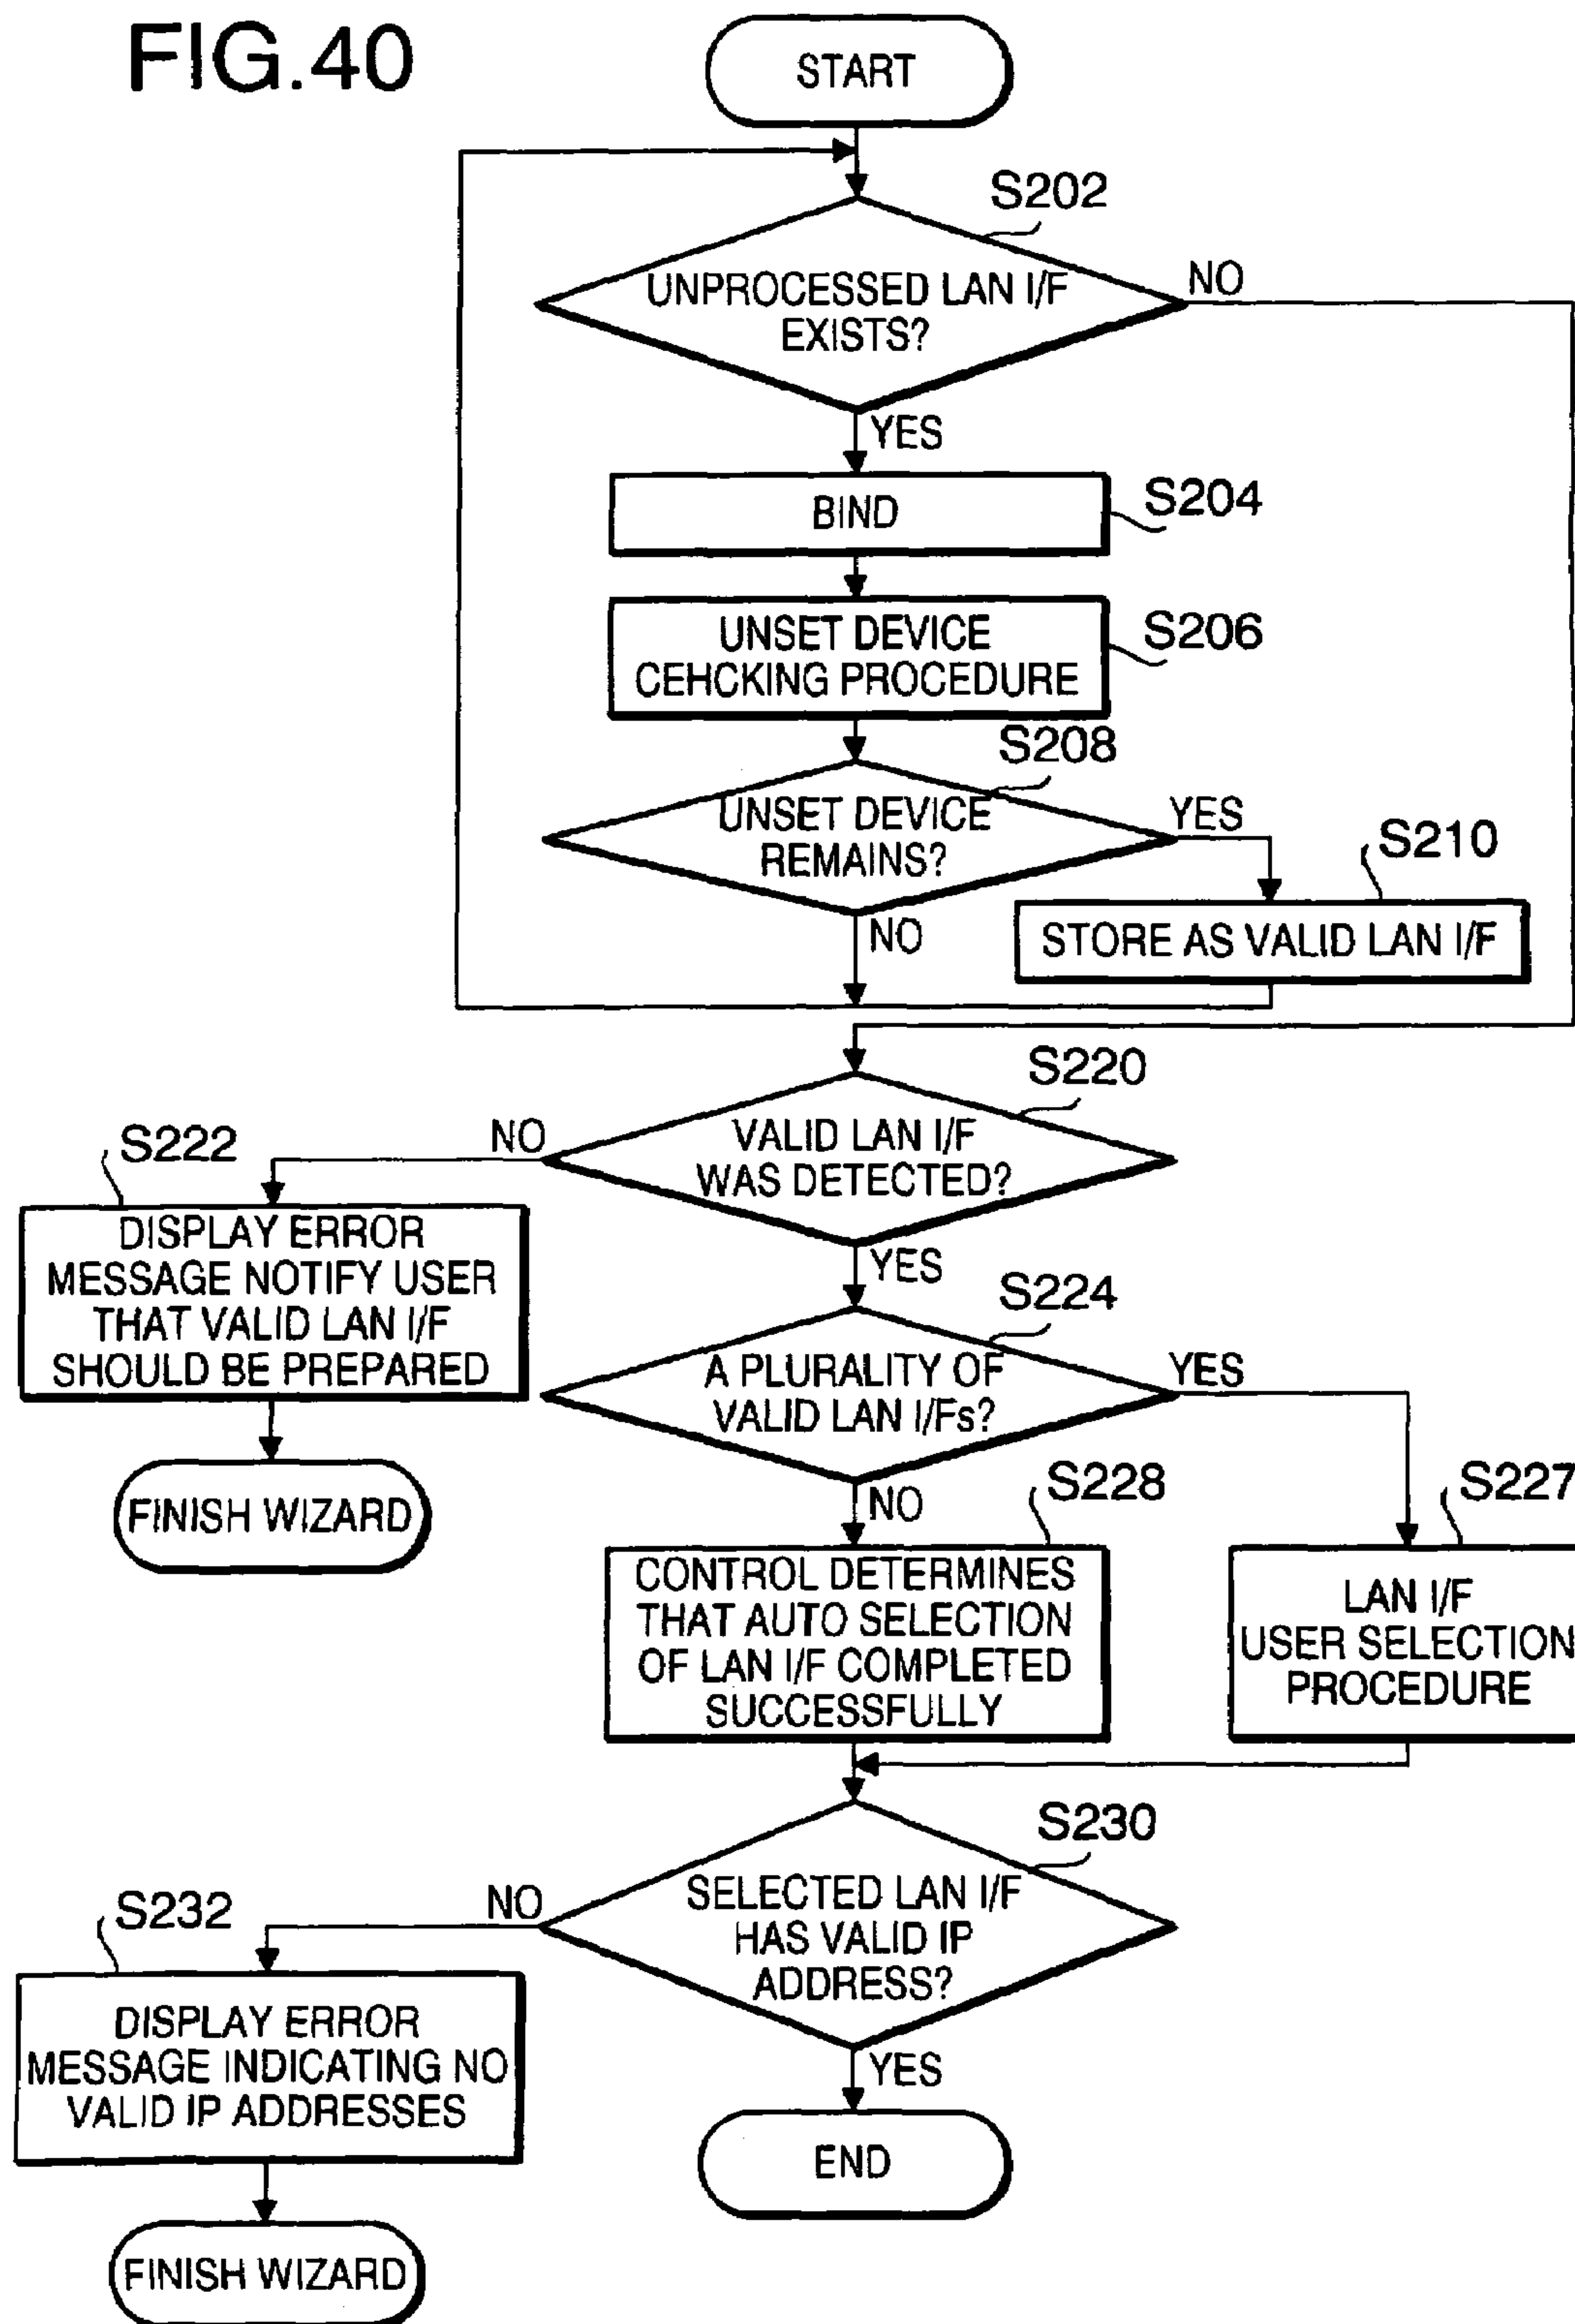 FIG.40
START
S202
UNPROCESSED LAN I/F
EXISTS?
NO
YES
BIND
S204
UNSET DEVICE
CEHCKING PROCEDURE
S206
S208
UNSET DEVICE
REMAINS?
YES
S210
NO
STORE AS VALID LAN I/F
S220
VALID LAN I/F
WAS DETECTED?
NO
S222
DISPLAY ERROR
MESSAGE NOTIFY USER
THAT VALID LAN I/F
SHOULD BE PREPARED
FINISH WIZARD
YES
S224
A PLURALITY OF
VALID LAN I/Fs?
YES
NO
S228
CONTROL DETERMINES
THAT AUTO SELECTION
OF LAN I/F COMPLETED
SUCCESSFULLY
S227
LAN I/F
USER SELECTION
PROCEDURE
S230
SELECTED LAN I/F
HAS VALID IP
ADDRESS?
NO
S232
DISPLAY ERROR
MESSAGE INDICATING NO
VALID IP ADDRESSES
FINISH WIZARD
YES
END